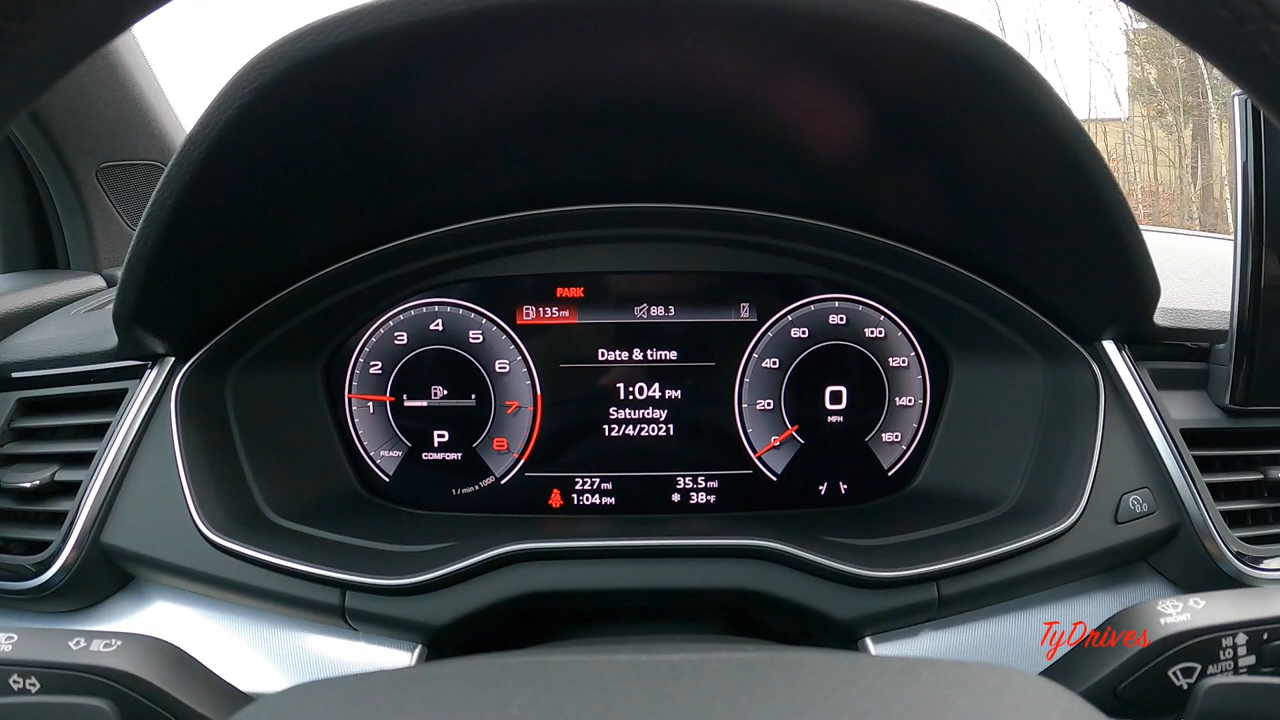 PARK
135mi
88.3
Date & time
1:04 PM
Saturday
12/4/2021
1
2
3
4
5
6
7
8
READY
E
F
P
COMFORT
1 / min x 1000
0
20
40
60
80
100
120
140
160
0
MPH
227mi
35.5mi
1:04PM
38°F
0.0
TyDrives
FRONT
HI
LO
AUTO